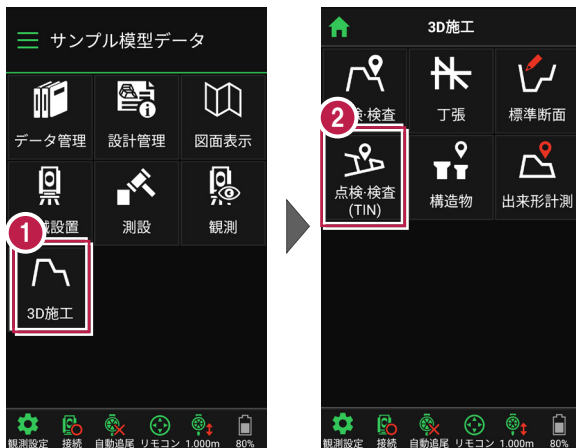 サンプル模型データ
データ管理
設計管理
図面表示
械設置
測設
観測
1
3D施工
観測設定
接続
自動追尾
リモコン
1.000m
80%
3D施工
検査
丁張
標準断面
2
点検・検査
(TIN)
構造物
出来形計測
観測設定
接続
自動追尾
リモコン
1.000m
80%